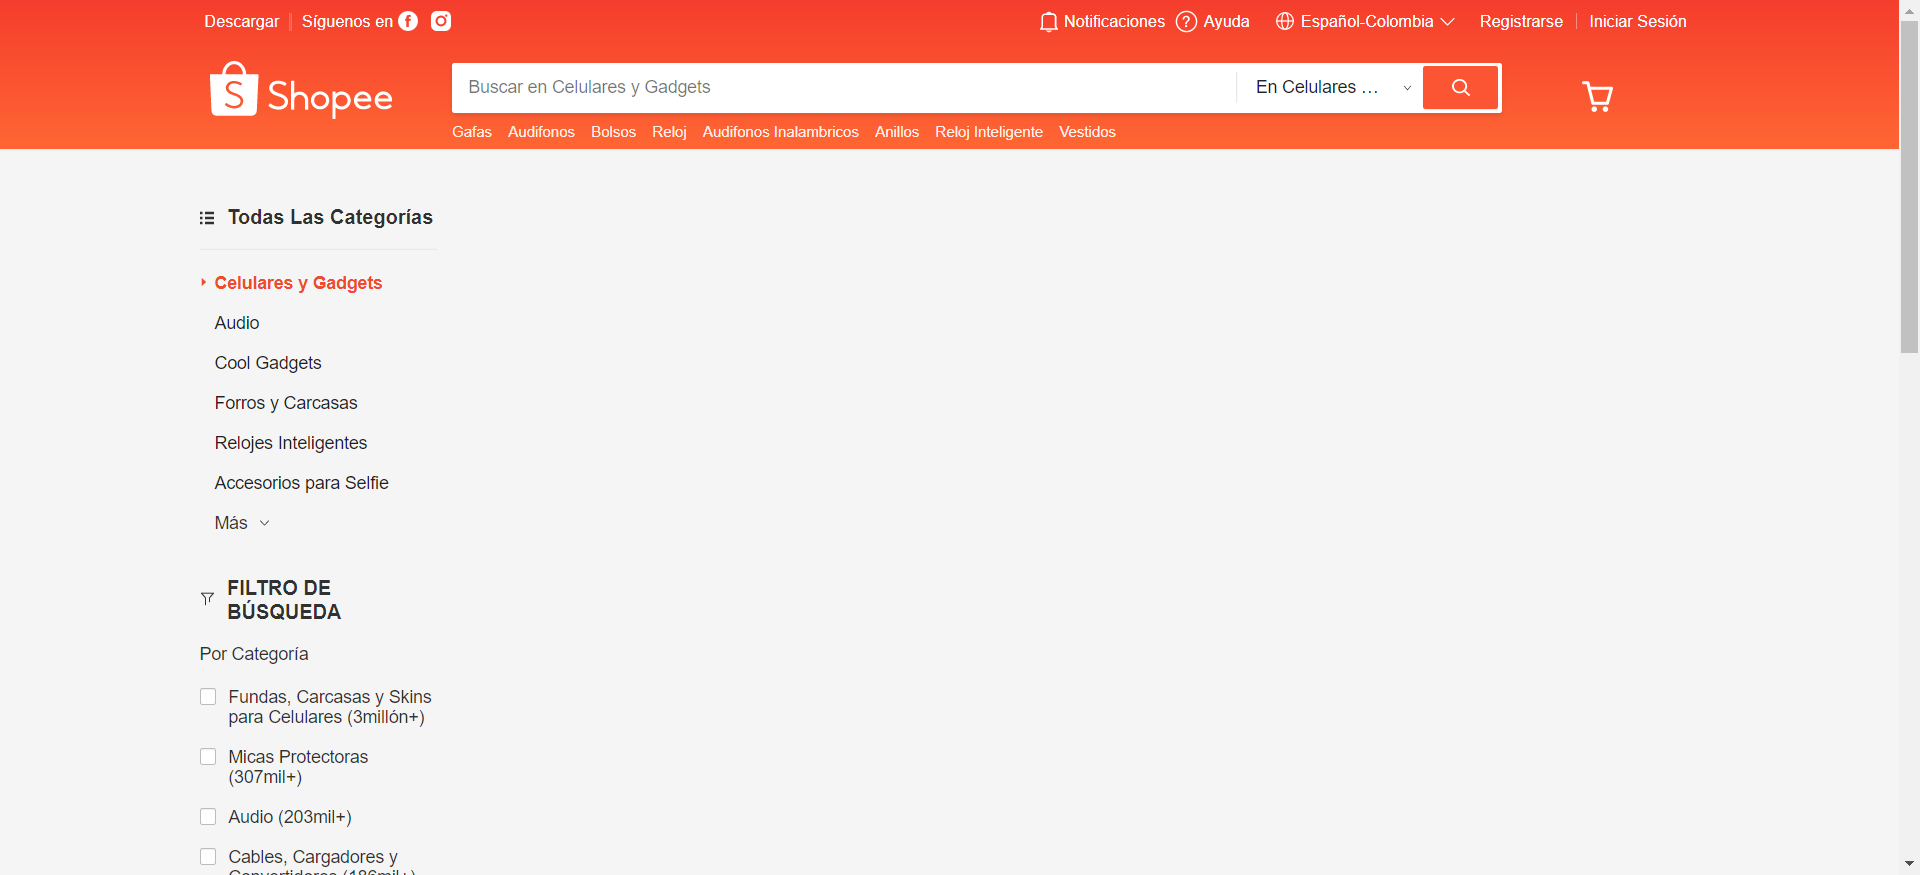 Descargar
Síguenos en
Notificaciones
Ayuda
Español-Colombia
Registrarse
Iniciar Sesión
Shopee
Buscar en Celulares y Gadgets
En Celulares ...
Gafas Audifonos Bolsos Reloj Audifonos Inalambricos Anillos Reloj Inteligente Vestidos
Todas Las Categorías
Celulares y Gadgets
Audio
Cool Gadgets
Forros y Carcasas
Relojes Inteligentes
Accesorios para Selfie
Más
FILTRO DE
BÚSQUEDA
Por Categoría
Fundas, Carcasas y Skins
para Celulares (3millón+)
Micas Protectoras
(307mil+)
Audio (203mil+)
Cables, Cargadores y
Convertidores (186mil+)